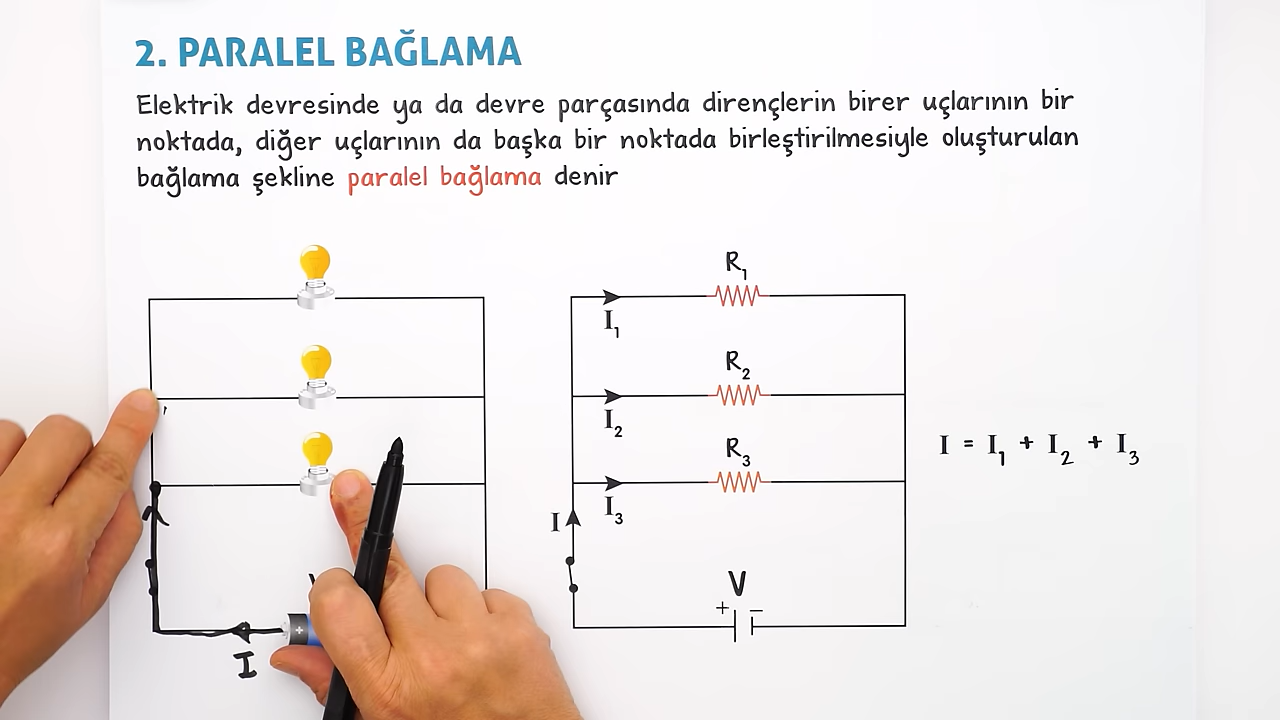 2. PARALEL BAĞLAMA
Elektrik devresinde ya da devre parçasında dirençlerin birer uçlarının bir
noktada, diğer uçlarının da başka bir noktada birleştirilmesiyle oluşturulan
bağlama şekline paralel bağlama denir
R₁
I₁
R₂
I₂
I = I₁ + I₂ + I₃
R₃
I₃
I
V
+ −
+
I